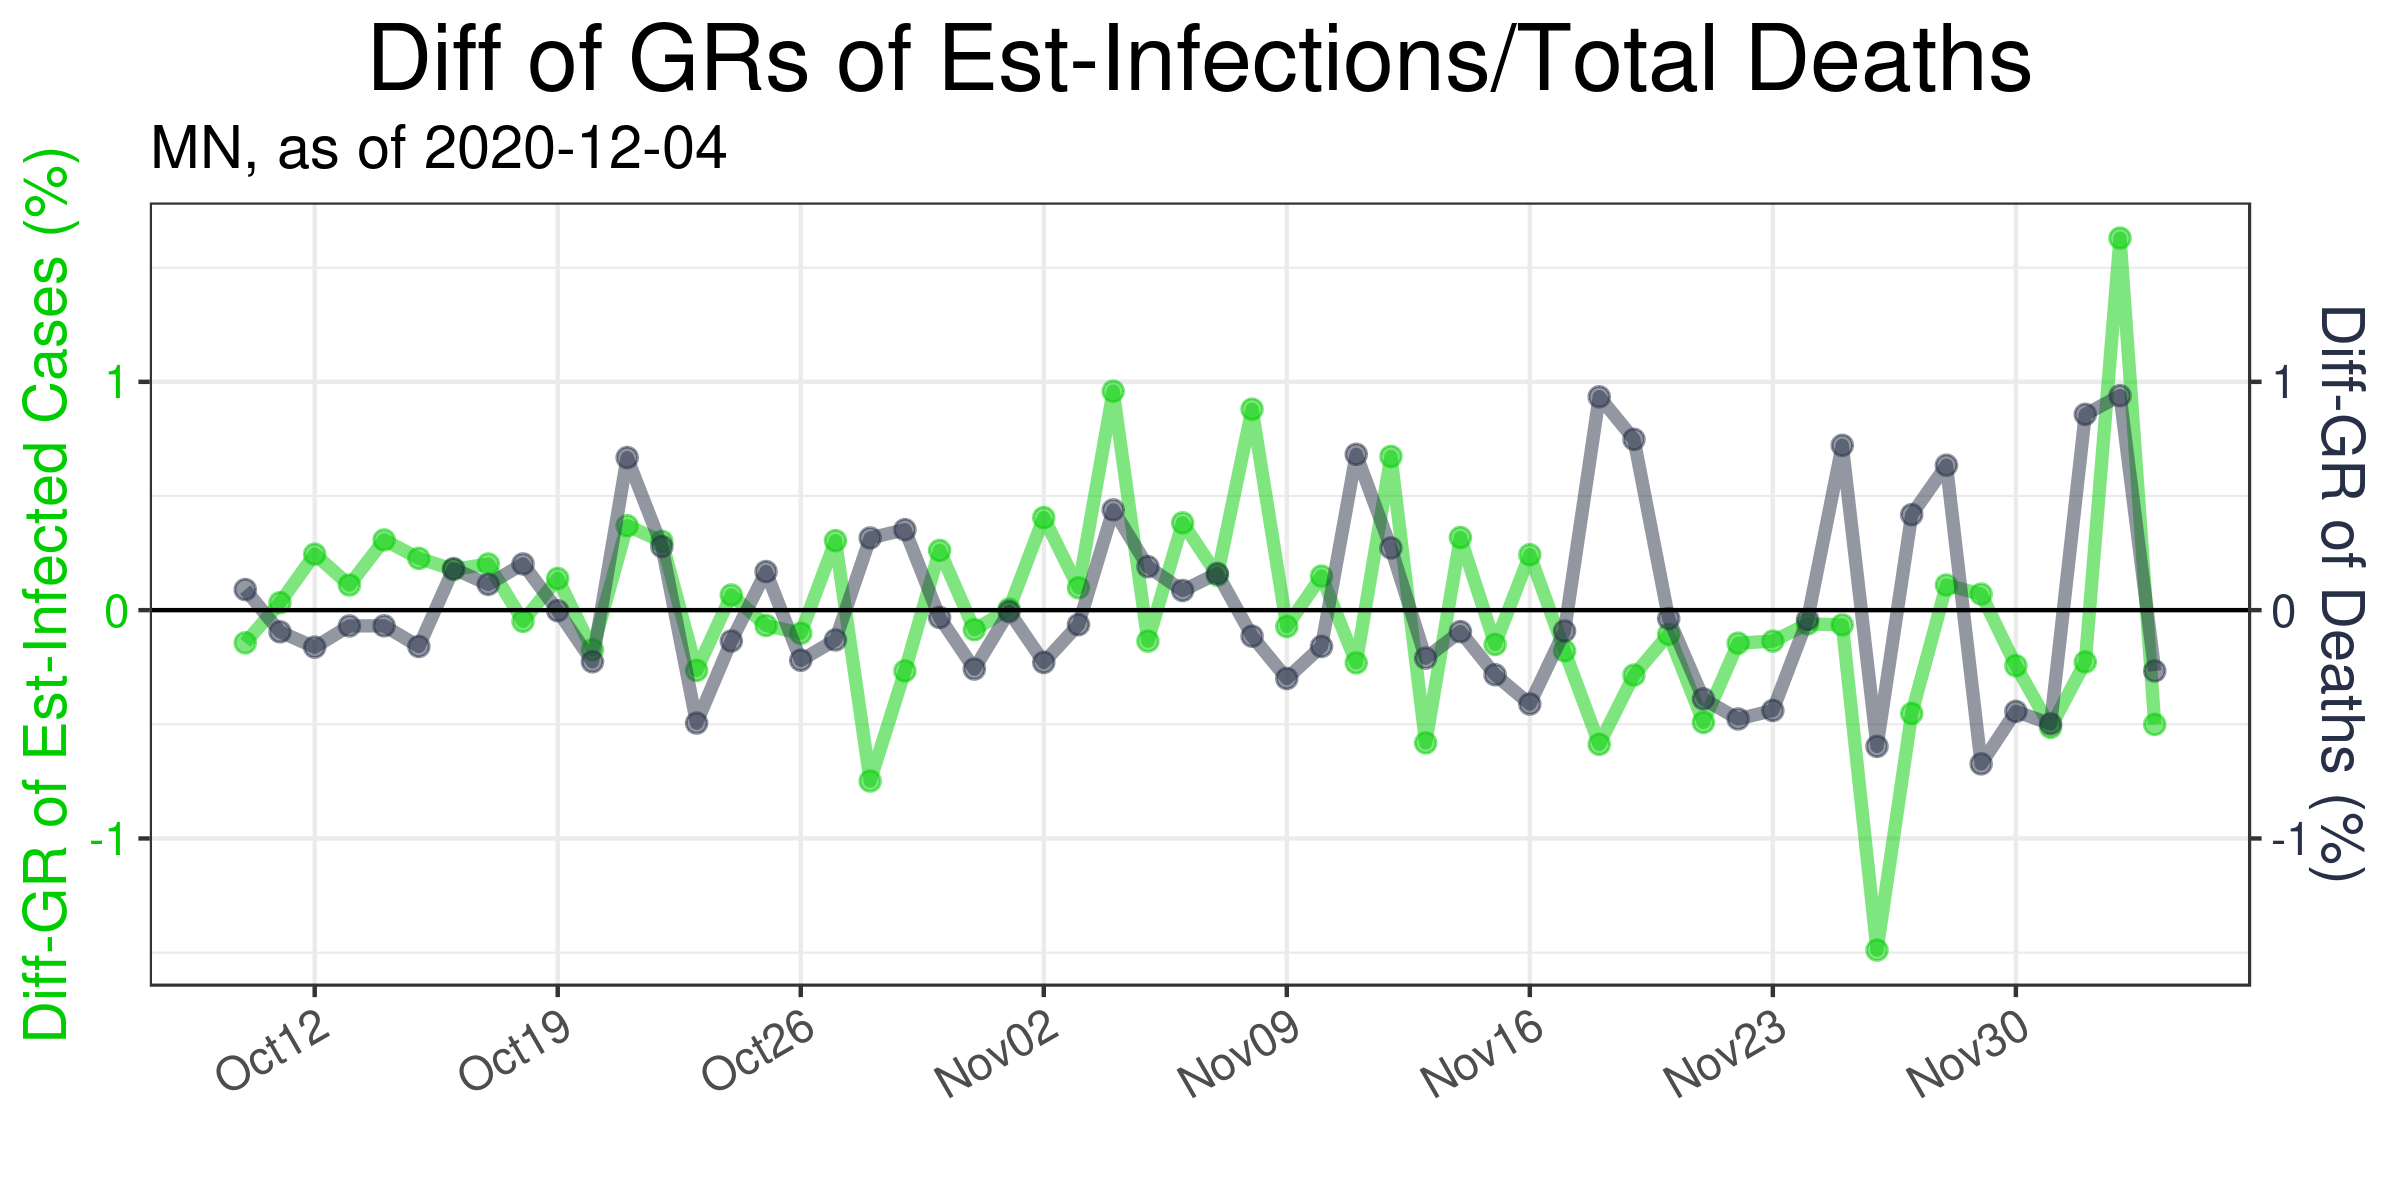 Diff of GRs of Est-Infections/Total Deaths
MN, as of 2020-12-04
Diff-GR of Est-Infected Cases (%)
1
0
-1
1
0
-1
Diff-GR of Deaths (%)
Oct12
Oct19
Oct26
Nov02
Nov09
Nov16
Nov23
Nov30